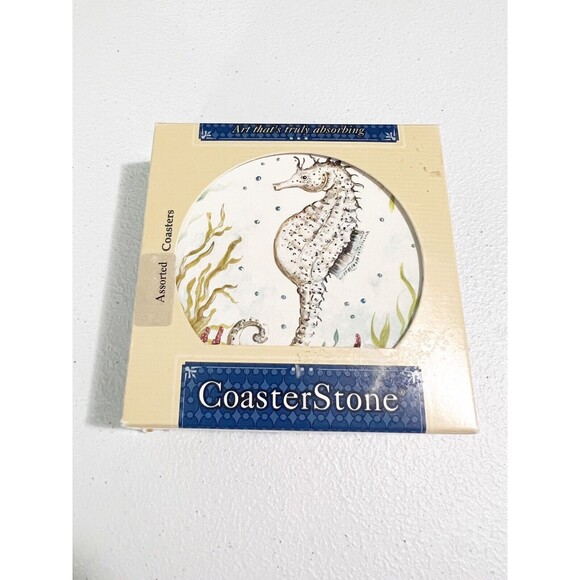 Art that's truly absorbing
Assorted
Coasters
CoasterStone